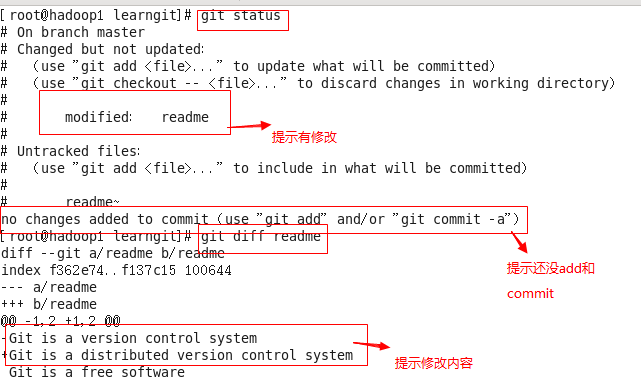 [root@hadoop1 learngit]# git status
# On branch master
# Changed but not updated:
#   (use "git add <file>..." to update what will be committed)
#   (use "git checkout -- <file>..." to discard changes in working directory)
#
#       modified:   readme
#
提示有修改
# Untracked files:
#   (use "git add <file>..." to include in what will be committed)
#
#       readme~
no changes added to commit (use "git add" and/or "git commit -a")
[root@hadoop1 learngit]# git diff readme
提示还没add和
commit
diff --git a/readme b/readme
index f362e74..f137c15 100644
--- a/readme
+++ b/readme
@@ -1,2 +1,2 @@
-Git is a version control system
+Git is a distributed version control system
提示修改内容
 Git is a free software